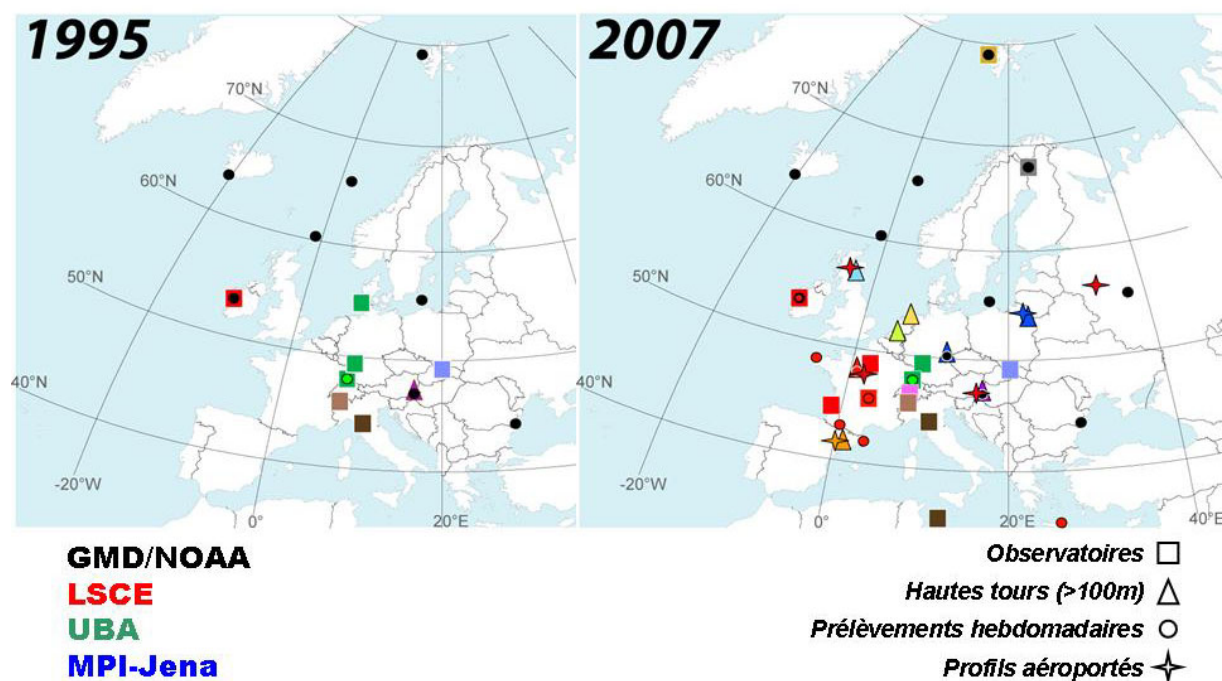 1995
70°N
60°N
50°N
40°N
-20°W
0°
20°E
2007
70°N
60°N
50°N
40°N
-20°W
0°
20°E
40°E
GMD/NOAA
LSCE
UBA
MPI-Jena
Observatoires
Hautes tours (>100m)
Prélèvements hebdomadaires
Profils aéroportés